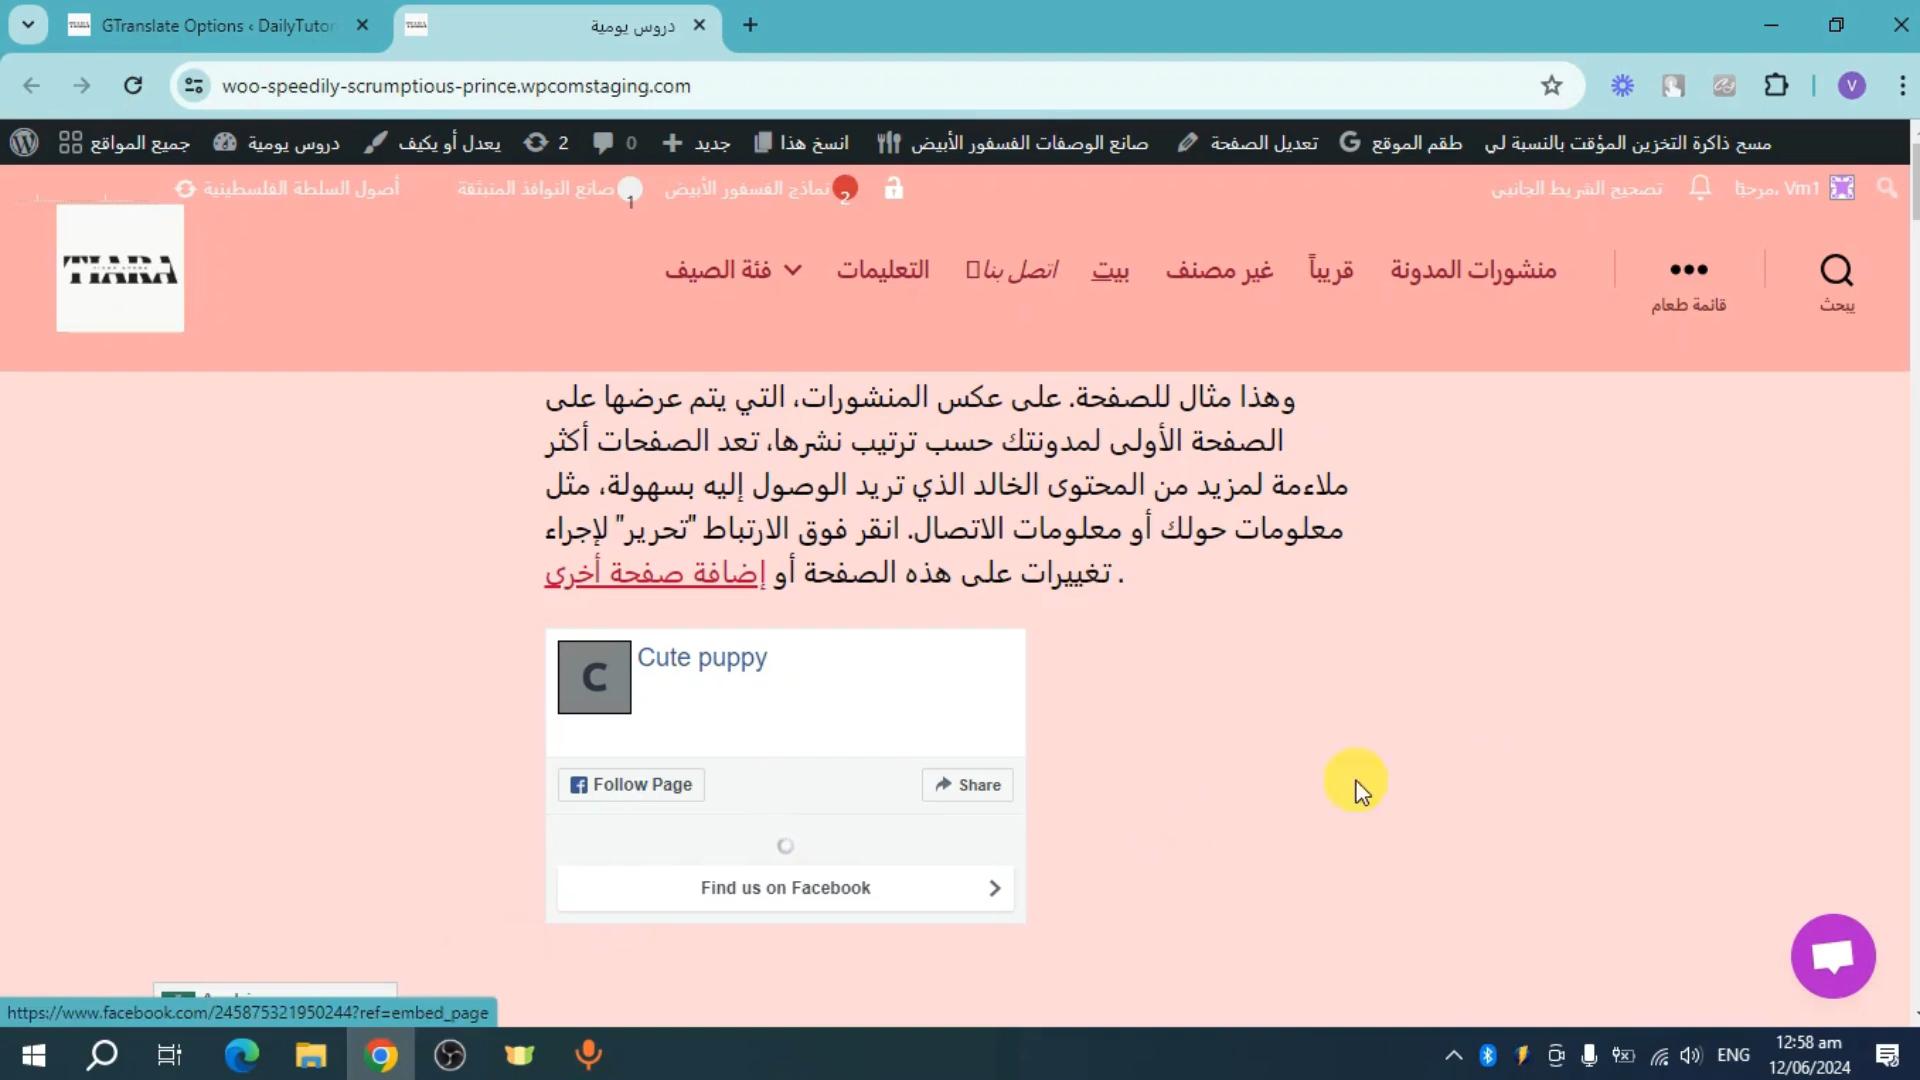 GTranslate Options ‹ DailyTutor
دروس يومية
woo-speedily-scrumptious-prince.wpcomstaging.com
V
جميع المواقع
دروس يومية
يعدل أو يكيف
2
0
جديد
انسخ هذا
صانع الوصفات الفسفور الأبيض
تعديل الصفحة
طقم الموقع
مسح ذاكرة التخزين المؤقت بالنسبة لي
أصول السلطة الفلسطينية
صانع النوافذ المنبثقة
1
نماذج الفسفور الأبيض
2
تصحيح الشريط الجانبي
مرحبًا، Vm1
TIARA
فئة الصيف
التعليمات
اتصل بنا
بيت
غير مصنف
قريباً
منشورات المدونة
قائمة طعام
يبحث
وهذا مثال للصفحة. على عكس المنشورات، التي يتم عرضها على
الصفحة الأولى لمدونتك حسب ترتيب نشرها، تعد الصفحات أكثر
ملاءمة لمزيد من المحتوى الخالد الذي تريد الوصول إليه بسهولة، مثل
معلومات حولك أو معلومات الاتصال. انقر فوق الارتباط "تحرير" لإجراء
تغييرات على هذه الصفحة أو إضافة صفحة أخرى .
C
Cute puppy
Follow Page
Share
Find us on Facebook
https://www.facebook.com/245875321950244?ref=embed_page
ENG
12:58 am
12/06/2024